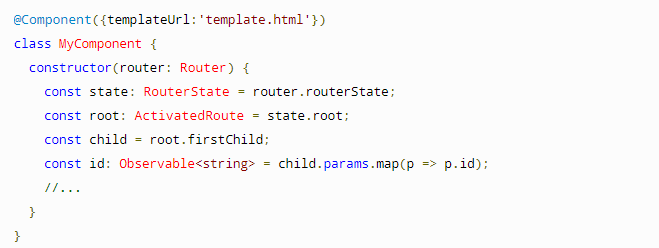 @Component({templateUrl:'template.html'})
class MyComponent {
  constructor(router: Router) {
    const state: RouterState = router.routerState;
    const root: ActivatedRoute = state.root;
    const child = root.firstChild;
    const id: Observable<string> = child.params.map(p => p.id);
    //...
  }
}